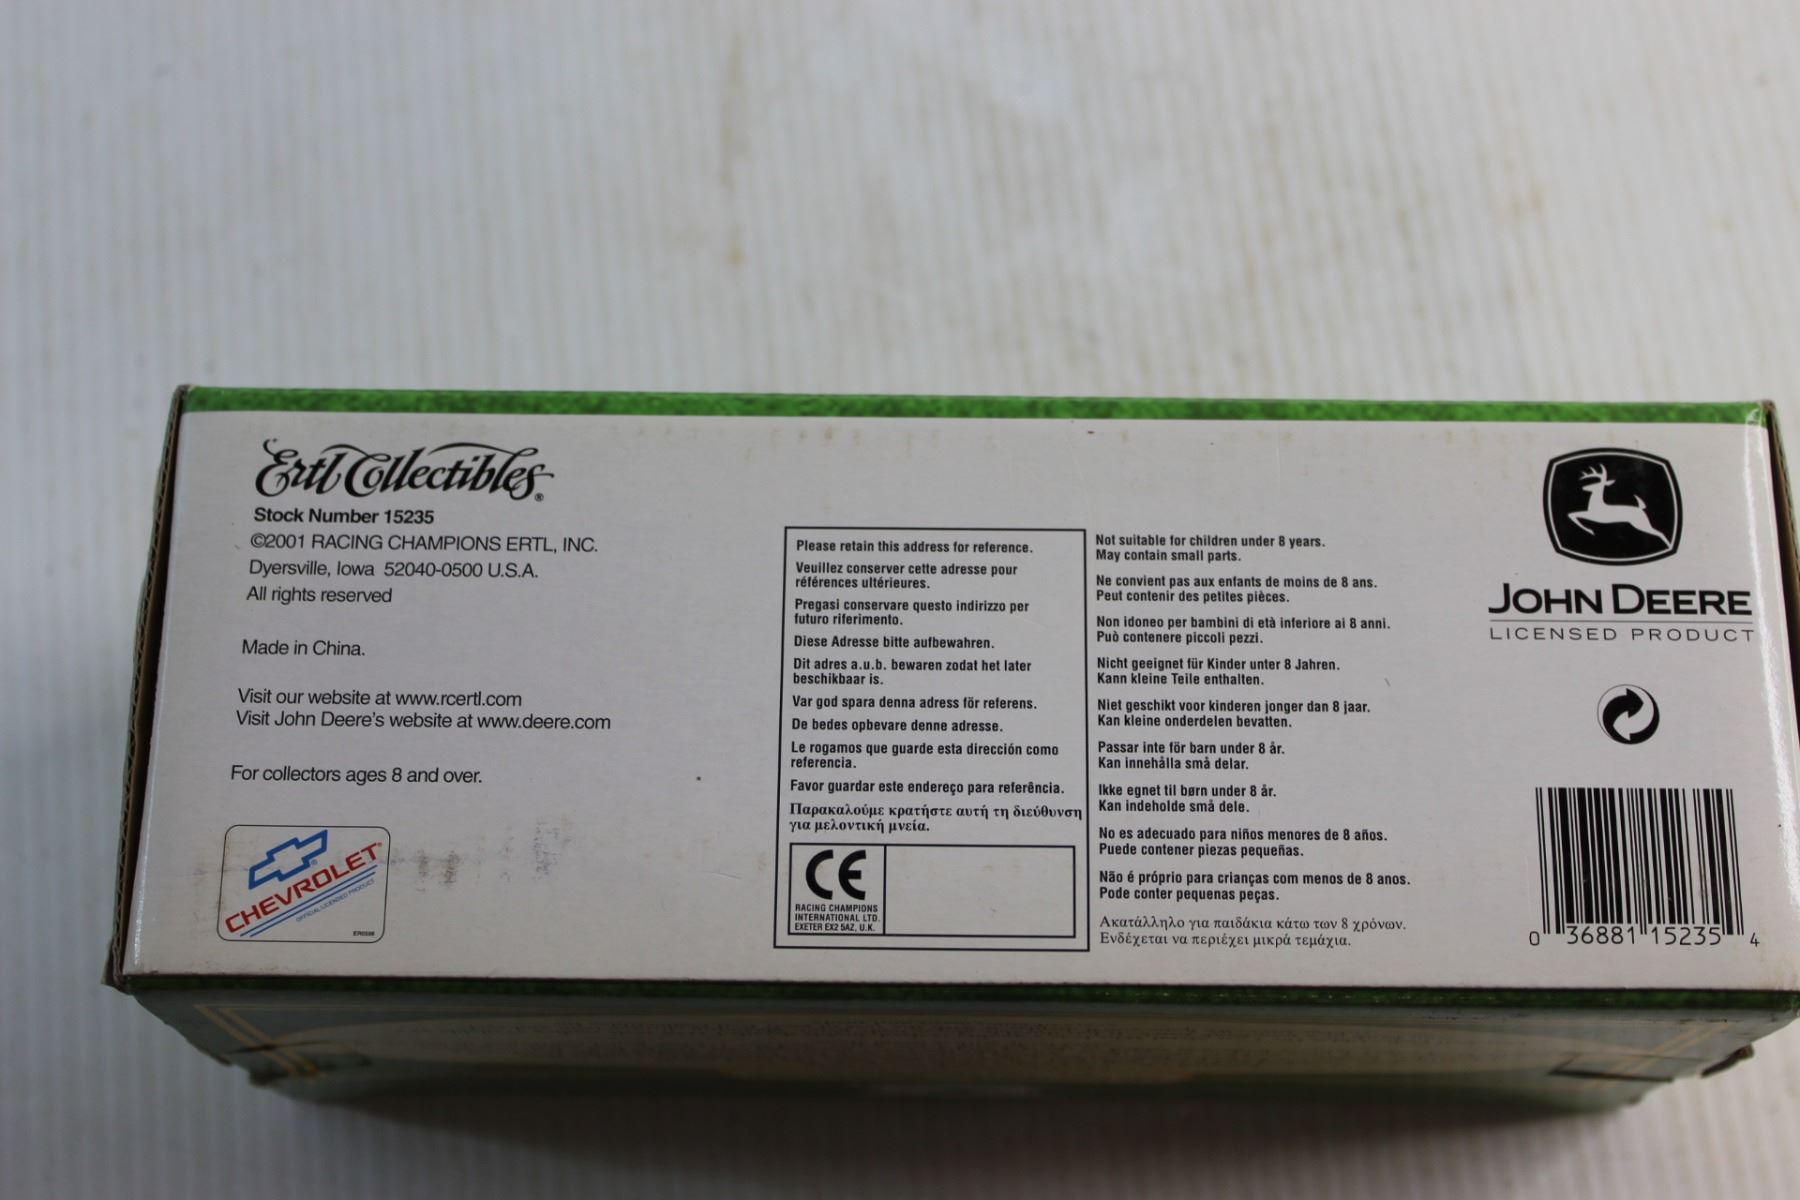 Ertl Collectibles®
Stock Number 15235
©2001 RACING CHAMPIONS ERTL, INC.
Dyersville, Iowa 52040-0500 U.S.A.
All rights reserved
Made in China.
Visit our website at www.rcertl.com
Visit John Deere's website at www.deere.com
For collectors ages 8 and over.
CHEVROLET
OFFICIAL LICENSED PRODUCT
Please retain this address for reference.
Veuillez conserver cette adresse pour
références ultérieures.
Pregasi conservare questo indirizzo per
futuro riferimento.
Diese Adresse bitte aufbewahren.
Dit adres a.u.b. bewaren zodat het later
beschikbaar is.
Var god spara denna adress för referens.
De bedes opbevare denne adresse.
Le rogamos que guarde esta dirección como
referencia.
Favor guardar este endereço para referência.
Παρακαλούμε κρατήστε αυτή τη διεύθυνση
για μελοντική μνεία.
CE
RACING CHAMPIONS
INTERNATIONAL LTD.
EXETER EX2 5AZ, U.K.
Not suitable for children under 8 years.
May contain small parts.
Ne convient pas aux enfants de moins de 8 ans.
Peut contenir des petites pièces.
Non idoneo per bambini di età inferiore ai 8 anni.
Può contenere piccoli pezzi.
Nicht geeignet für Kinder unter 8 Jahren.
Kann kleine Teile enthalten.
Niet geschikt voor kinderen jonger dan 8 jaar.
Kan kleine onderdelen bevatten.
Passar inte för barn under 8 år.
Kan innehålla små delar.
Ikke egnet til børn under 8 år.
Kan indeholde små dele.
No es adecuado para niños menores de 8 años.
Puede contener piezas pequeñas.
Não é próprio para crianças com menos de 8 anos.
Pode conter pequenas peças.
Ακατάλληλο για παιδάκια κάτω των 8 χρόνων.
Ενδέχεται να περιέχει μικρά τεμάχια.
JOHN DEERE
LICENSED PRODUCT
0 36881 15235 4